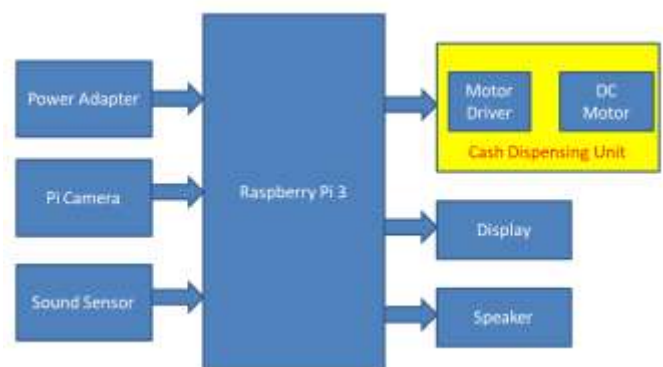 Power Adapter
Pi Camera
Sound Sensor
Raspberry Pi 3
Motor
Driver
DC
Motor
Cash Dispensing Unit
Display
Speaker